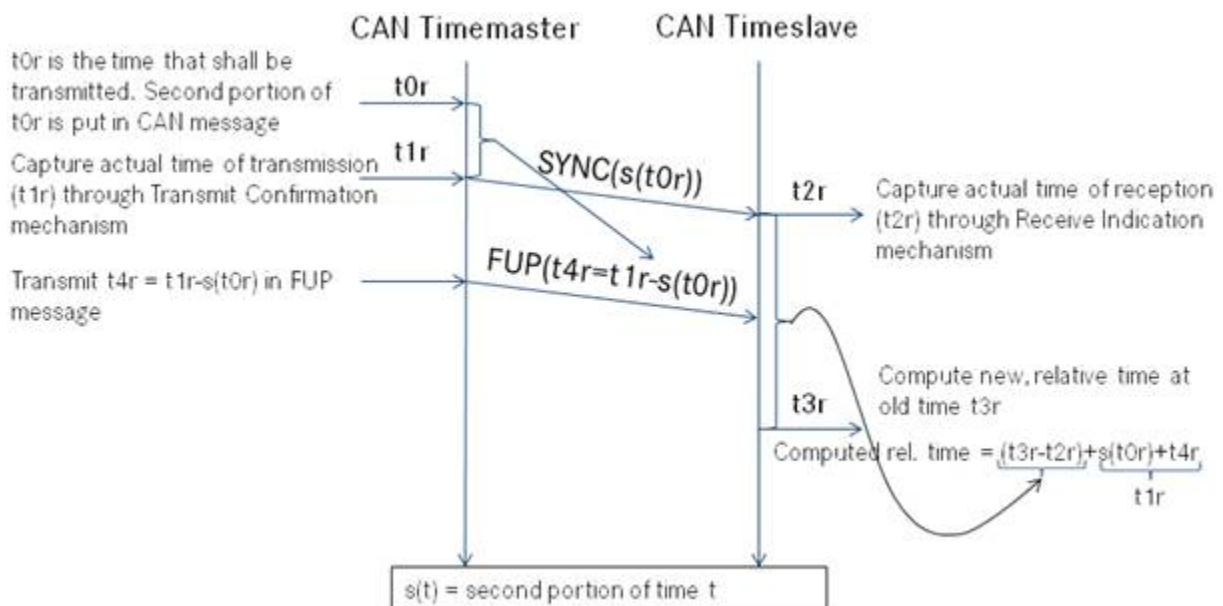 CAN Timemaster
CAN Timeslave
t0r is the time that shall be
transmitted. Second portion of
t0r is put in CAN message
t0r
t1r
Capture actual time of transmission
(t1r) through Transmit Confirmation
mechanism
SYNC(s(t0r))
t2r
Capture actual time of reception
(t2r) through Receive Indication
mechanism
Transmit t4r = t1r-s(t0r) in FUP
message
FUP(t4r=t1r-s(t0r))
t3r
Compute new, relative time at
old time t3r
Computed rel. time = (t3r-t2r)+s(t0r)+t4r
t1r
s(t) = second portion of time t